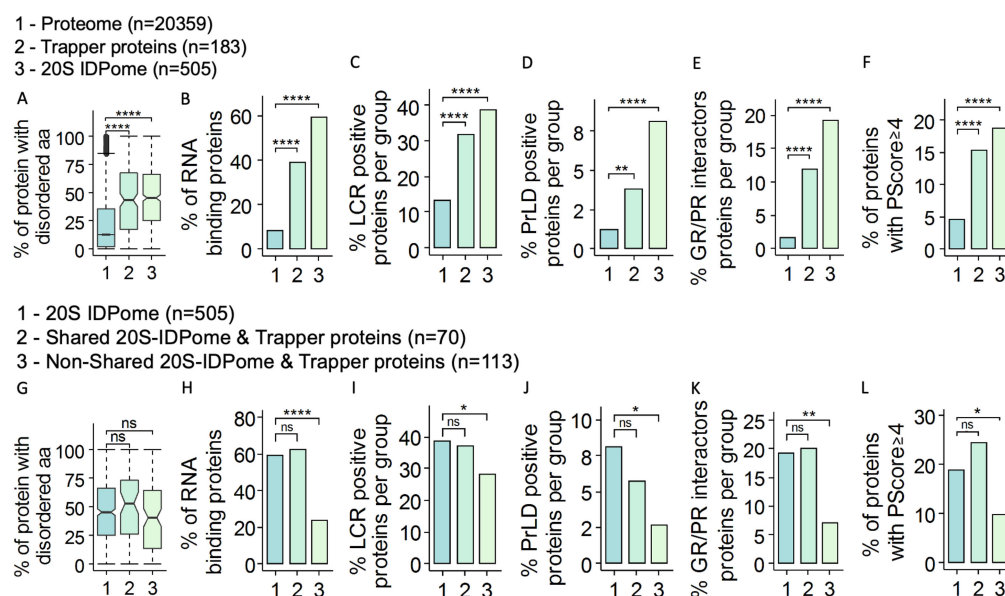 1 - Proteome (n=20359)
2 - Trapper proteins (n=183)
3 - 20S IDPome (n=505)
A
% of protein with
disordered aa
100
75
50
25
0
****
****
1 2 3
B
% of RNA
binding proteins
60
40
20
0
****
****
1 2 3
C
% LCR positive
proteins per group
40
30
20
10
0
****
****
1 2 3
D
% PrLD positive
proteins per group
8
5
2
0
****
**
1 2 3
E
% GR/PR interactors
proteins per group
20
15
10
5
0
****
****
1 2 3
F
% of proteins
with PScore≥4
20
15
10
5
0
****
****
1 2 3
1 - 20S IDPome (n=505)
2 - Shared 20S-IDPome & Trapper proteins (n=70)
3 - Non-Shared 20S-IDPome & Trapper proteins (n=113)
G
% of protein with
disordered aa
100
75
50
25
0
ns
ns
1 2 3
H
% of RNA
binding proteins
80
60
40
20
0
****
ns
1 2 3
I
% LCR positive
proteins per group
40
30
20
10
0
*
ns
1 2 3
J
% PrLD positive
proteins per group
10
8
5
2
0
*
ns
1 2 3
K
% GR/PR interactors
proteins per group
25
20
15
10
5
0
**
ns
1 2 3
L
% of proteins
with PScore≥4
30
20
10
0
*
ns
1 2 3